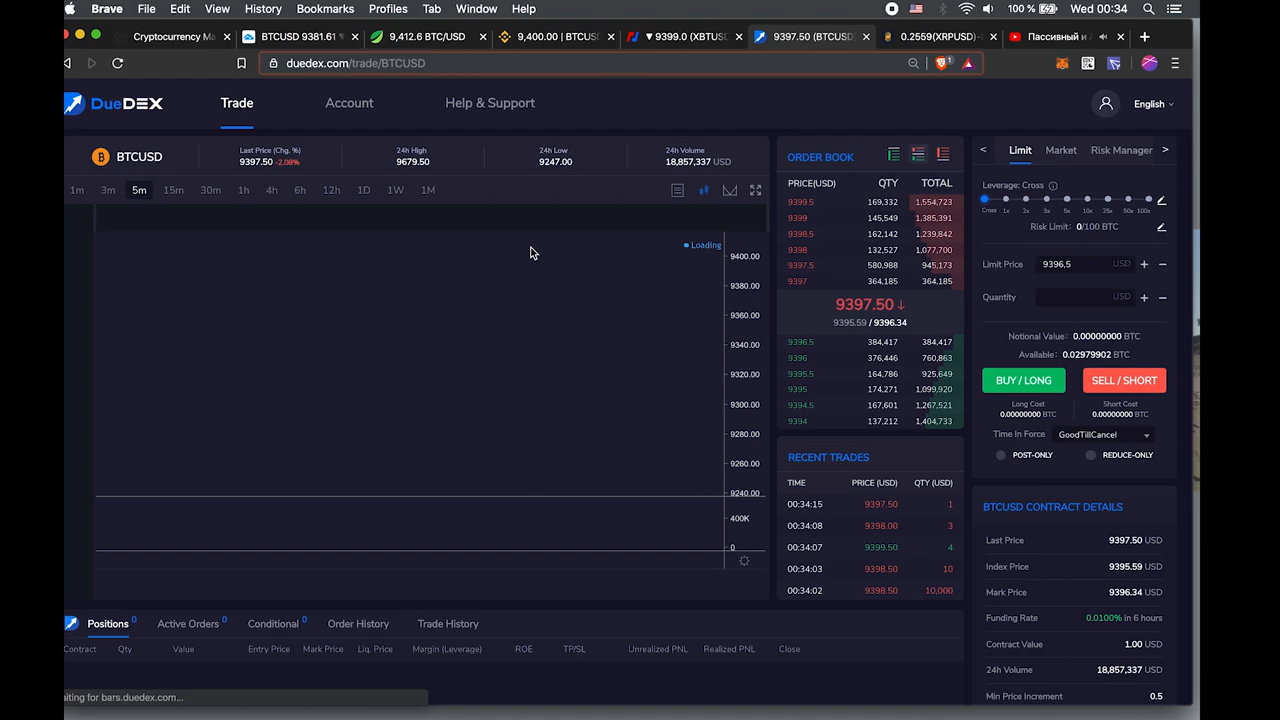 Brave File Edit View History Bookmarks Profiles Tab Window Help 100 % Wed 00:34
Cryptocurrency Ma BTCUSD 9381.61 9,412.6 BTC/USD 9,400.00 | BTCUS ▼ 9399.0 (XBTUS 9397.50 (BTCUSD 0.2559(XRPUSD)- Пассивный и
duedex.com/trade/BTCUSD
DueDEX Trade Account Help & Support English
BTCUSD
Last Price (Chg. %) 24h High 24h Low 24h Volume
9397.50 -2.08% 9679.50 9247.00 18,857,337 USD
1m 3m 5m 15m 30m 1h 4h 6h 12h 1D 1W 1M
Loading
9400.00
9380.00
9360.00
9340.00
9320.00
9300.00
9280.00
9260.00
9240.00
400K
0
ORDER BOOK
PRICE(USD) QTY TOTAL
9399.5 169,332 1,554,723
9399 145,549 1,385,391
9398.5 162,142 1,239,842
9398 132,527 1,077,700
9397.5 580,988 945,173
9397 364,185 364,185
9397.50↓
9395.59 / 9396.34
9396.5 384,417 384,417
9396 376,446 760,863
9395.5 164,786 925,649
9395 174,271 1,099,920
9394.5 167,601 1,267,521
9394 137,212 1,404,733
RECENT TRADES
TIME PRICE (USD) QTY (USD)
00:34:15 9397.50 1
00:34:08 9398.00 3
00:34:07 9399.50 4
00:34:03 9398.50 10
00:34:02 9398.50 10,000
< Limit Market Risk Manager >
Leverage: Cross
Cross 1x 2x 3x 5x 10x 25x 50x 100x
Risk Limit: 0/100 BTC
Limit Price 9396,5 USD + −
Quantity USD + −
Notional Value: 0.00000000 BTC
Available: 0.02979902 BTC
BUY / LONG SELL / SHORT
Long Cost Short Cost
0.00000000 BTC 0.00000000 BTC
Time In Force GoodTillCancel
POST-ONLY REDUCE-ONLY
BTCUSD CONTRACT DETAILS
Last Price 9397.50 USD
Index Price 9395.59 USD
Mark Price 9396.34 USD
Funding Rate 0.0100% in 6 hours
Contract Value 1.00 USD
24h Volume 18,857,337 USD
Min Price Increment 0.5
Positions 0 Active Orders 0 Conditional 0 Order History Trade History
Contract Qty Value Entry Price Mark Price Liq. Price Margin (Leverage) ROE TP/SL Unrealized PNL Realized PNL Close
aiting for bars.duedex.com...